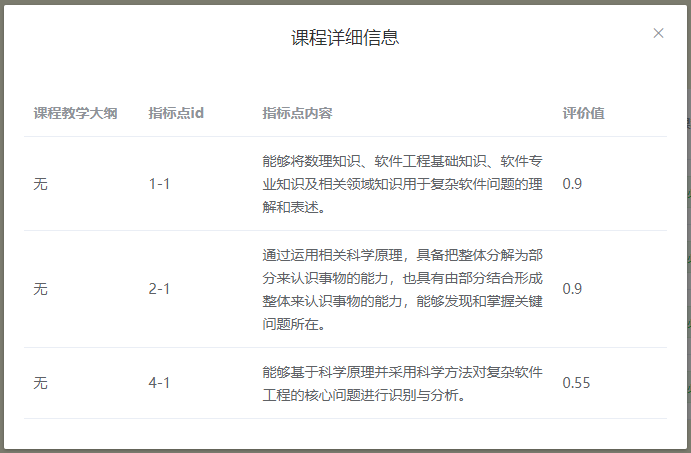 课程详细信息
课程教学大纲 指标点id 指标点内容 评价值
能够将数理知识、软件工程基础知识、软件专
无 1-1 业知识及相关领域知识用于复杂软件问题的理 0.9
解和表述。
通过运用相关科学原理，具备把整体分解为部
分来认识事物的能力，也具有由部分结合形成
无 2-1 0.9
整体来认识事物的能力，能够发现和掌握关键
问题所在。
能够基于科学原理并采用科学方法对复杂软件
无 4-1 0.55
工程的核心问题进行识别与分析。